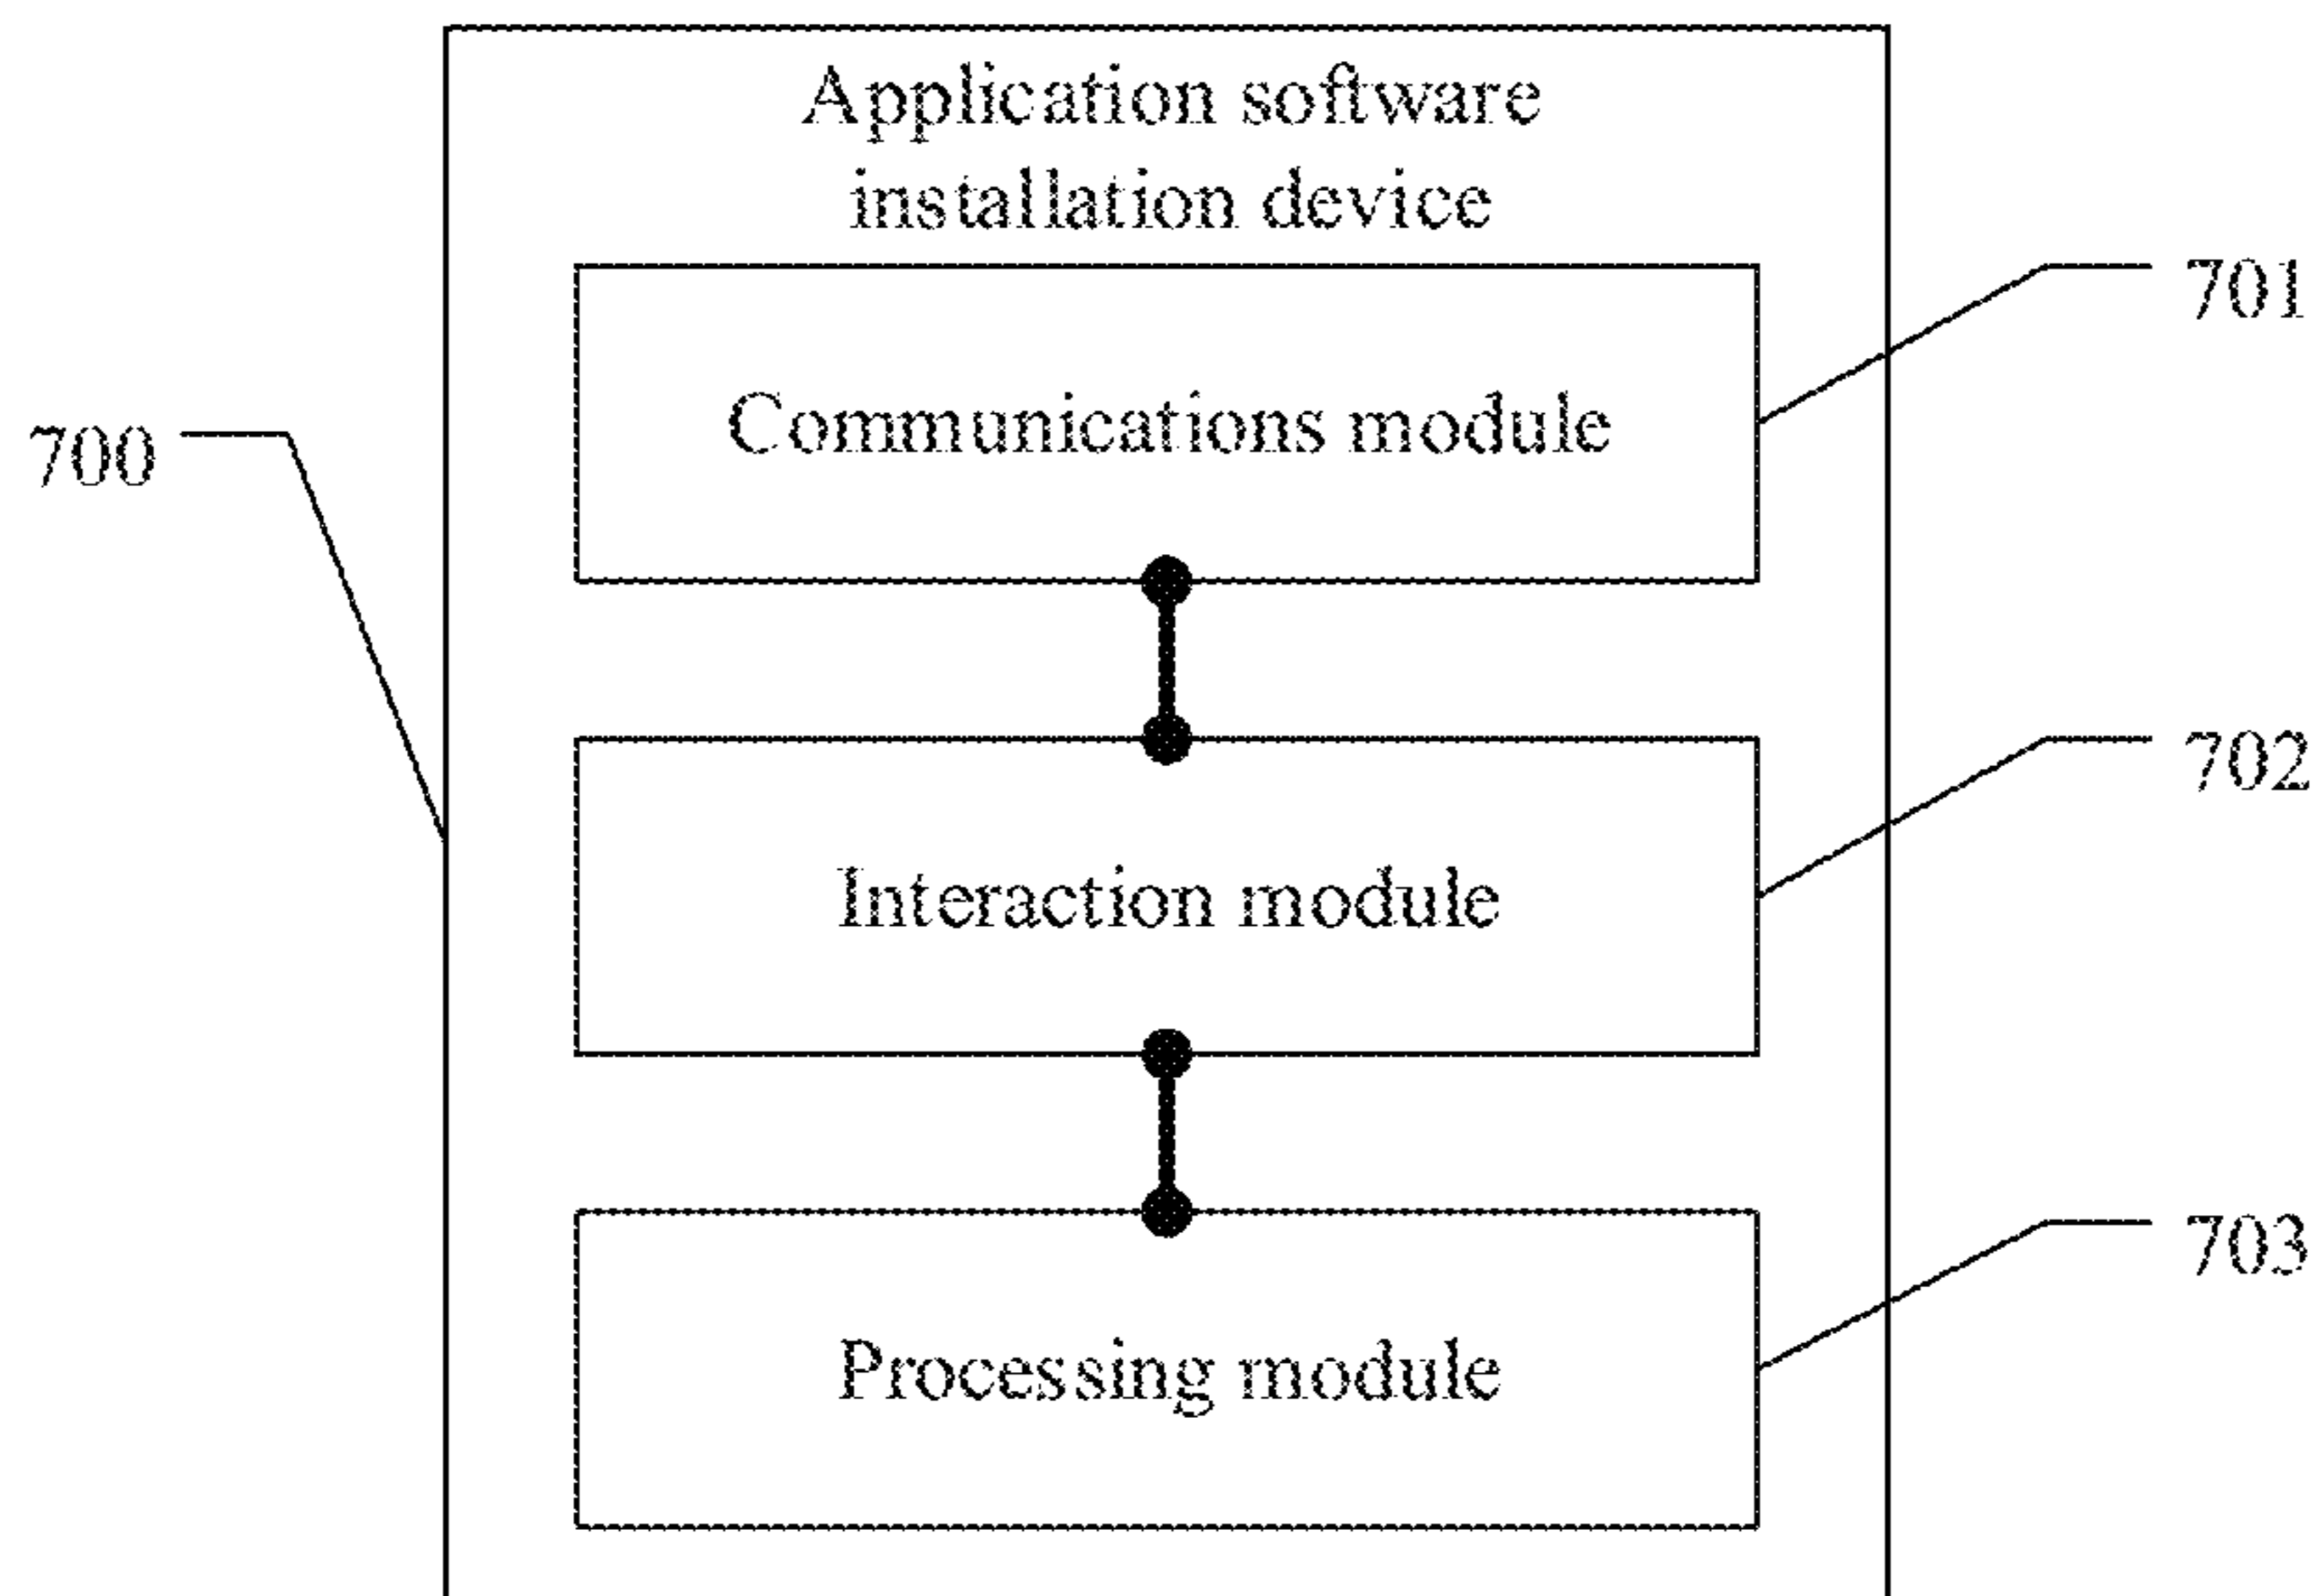 Application software
installation device
701
Communications module
700
702
Interaction module
703
Processing module